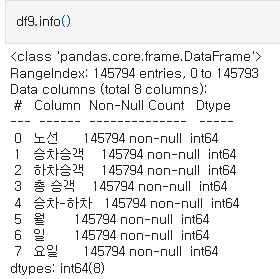 df9.info()
<class 'pandas.core.frame.DataFrame'>
RangeIndex: 145794 entries, 0 to 145793
Data columns (total 8 columns):
#   Column  Non-Null Count   Dtype
---  ------  --------------   -----
0   노선   145794 non-null  int64
1   승차승객   145794 non-null  int64
2   하차승객   145794 non-null  int64
3   총 승객   145794 non-null  int64
4   승차-하차   145794 non-null  int64
5   월   145794 non-null  int64
6   일   145794 non-null  int64
7   요일   145794 non-null  int64
dtypes: int64(8)